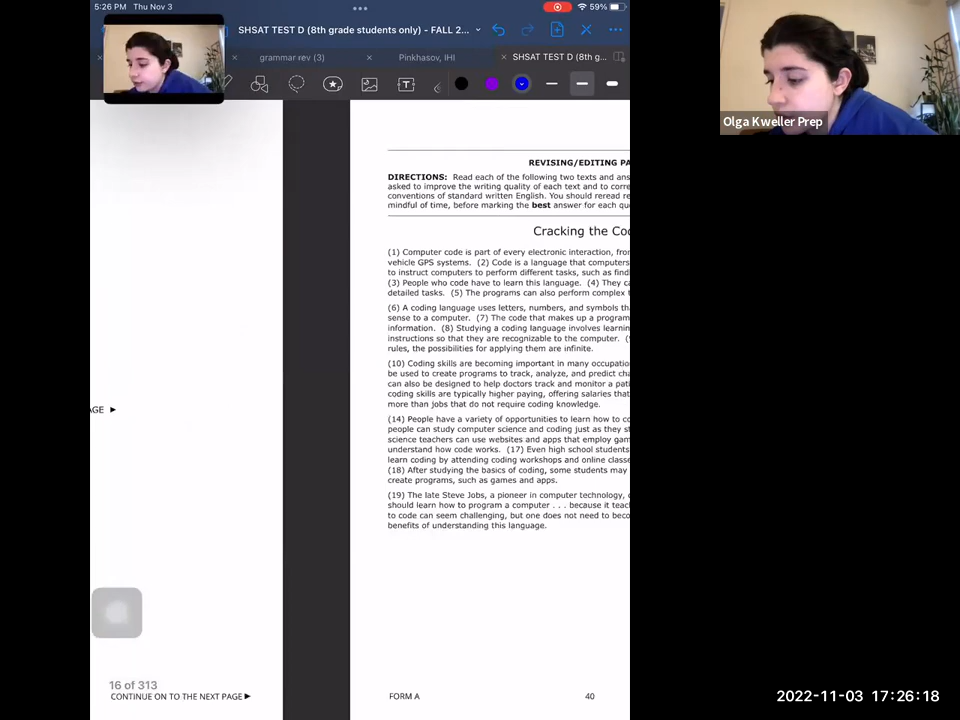 5:26 PM Thu Nov 3
59%
SHSAT TEST D (8th grade students only) - FALL 2...
grammar rev (3)
Pinkhasov, IHI
SHSAT TEST D (8th g...
T
Olga Kweller Prep
AGE
16 of 313
CONTINUE ON TO THE NEXT PAGE
REVISING/EDITING PA
DIRECTIONS: Read each of the following two texts and ans
asked to improve the writing quality of each text and to corre
conventions of standard written English. You should reread re
mindful of time, before marking the best answer for each qu
Cracking the Co
(1) Computer code is part of every electronic interaction, fro
vehicle GPS systems. (2) Code is a language that computers
to instruct computers to perform different tasks, such as find
(3) People who code have to learn this language. (4) They ca
detailed tasks. (5) The programs can also perform complex
(6) A coding language uses letters, numbers, and symbols th
sense to a computer. (7) The code that makes up a program
information. (8) Studying a coding language involves learnin
instructions so that they are recognizable to the computer.
rules, the possibilities for applying them are infinite.
(10) Coding skills are becoming important in many occupatio
be used to create programs to track, analyze, and predict cha
can also be designed to help doctors track and monitor a pati
coding skills are typically higher paying, offering salaries that
more than jobs that do not require coding knowledge.
(14) People have a variety of opportunities to learn how to co
people can study computer science and coding just as they st
science teachers can use websites and apps that employ gam
understand how code works. (17) Even high school students
learn coding by attending coding workshops and online classe
(18) After studying the basics of coding, some students may
create programs, such as games and apps.
(19) The late Steve Jobs, a pioneer in computer technology,
should learn how to program a computer . . . because it teac
to code can seem challenging, but one does not need to beco
benefits of understanding this language.
FORM A
40
2022-11-03 17:26:18